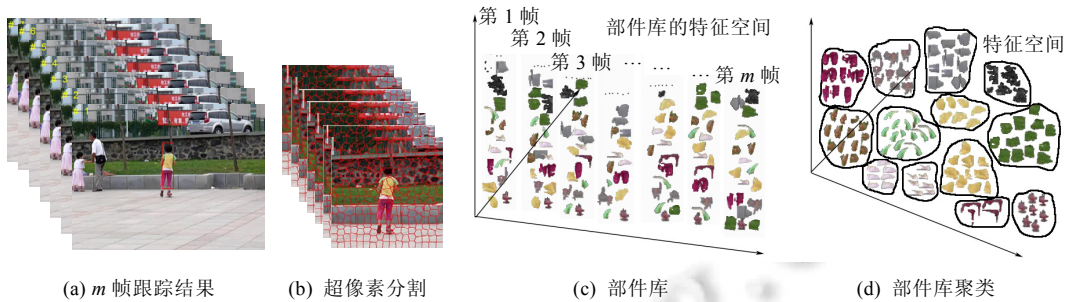 第 1 帧
第 2 帧
第 3 帧
部件库的特征空间
… …
第 m 帧
特征空间
(a) m 帧跟踪结果
(b) 超像素分割
(c) 部件库
(d) 部件库聚类